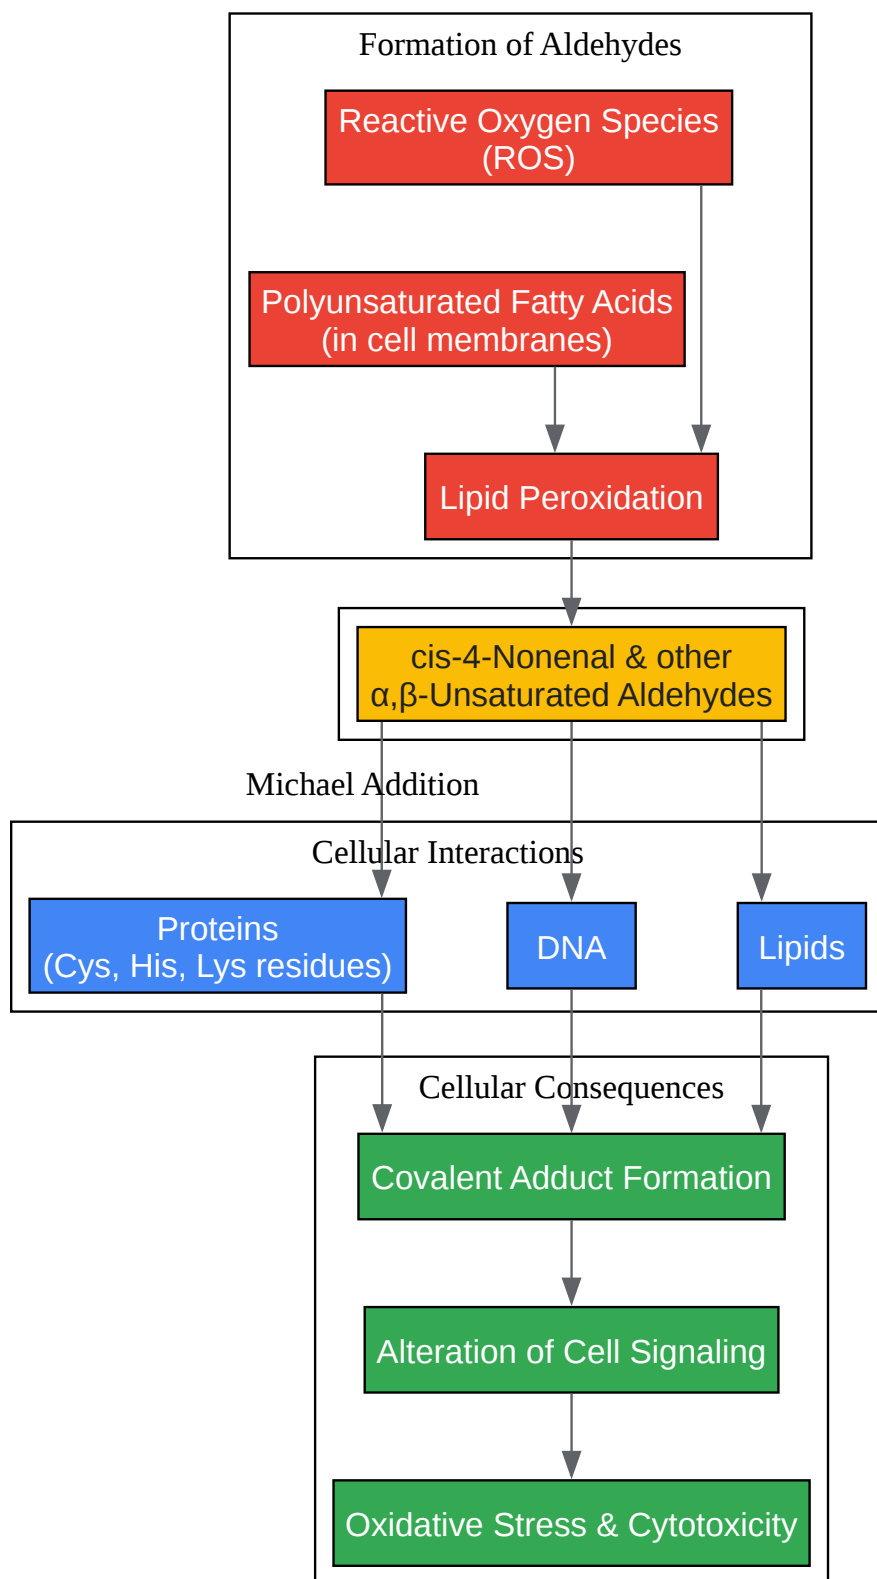 Formation of Aldehydes
Reactive Oxygen Species
(ROS)
Polyunsaturated Fatty Acids
(in cell membranes)
Lipid Peroxidation
cis-4-Nonenal & other
α,β-Unsaturated Aldehydes
Michael Addition
Cellular Interactions
Proteins
(Cys, His, Lys residues)
DNA
Lipids
Cellular Consequences
Covalent Adduct Formation
Alteration of Cell Signaling
Oxidative Stress & Cytotoxicity